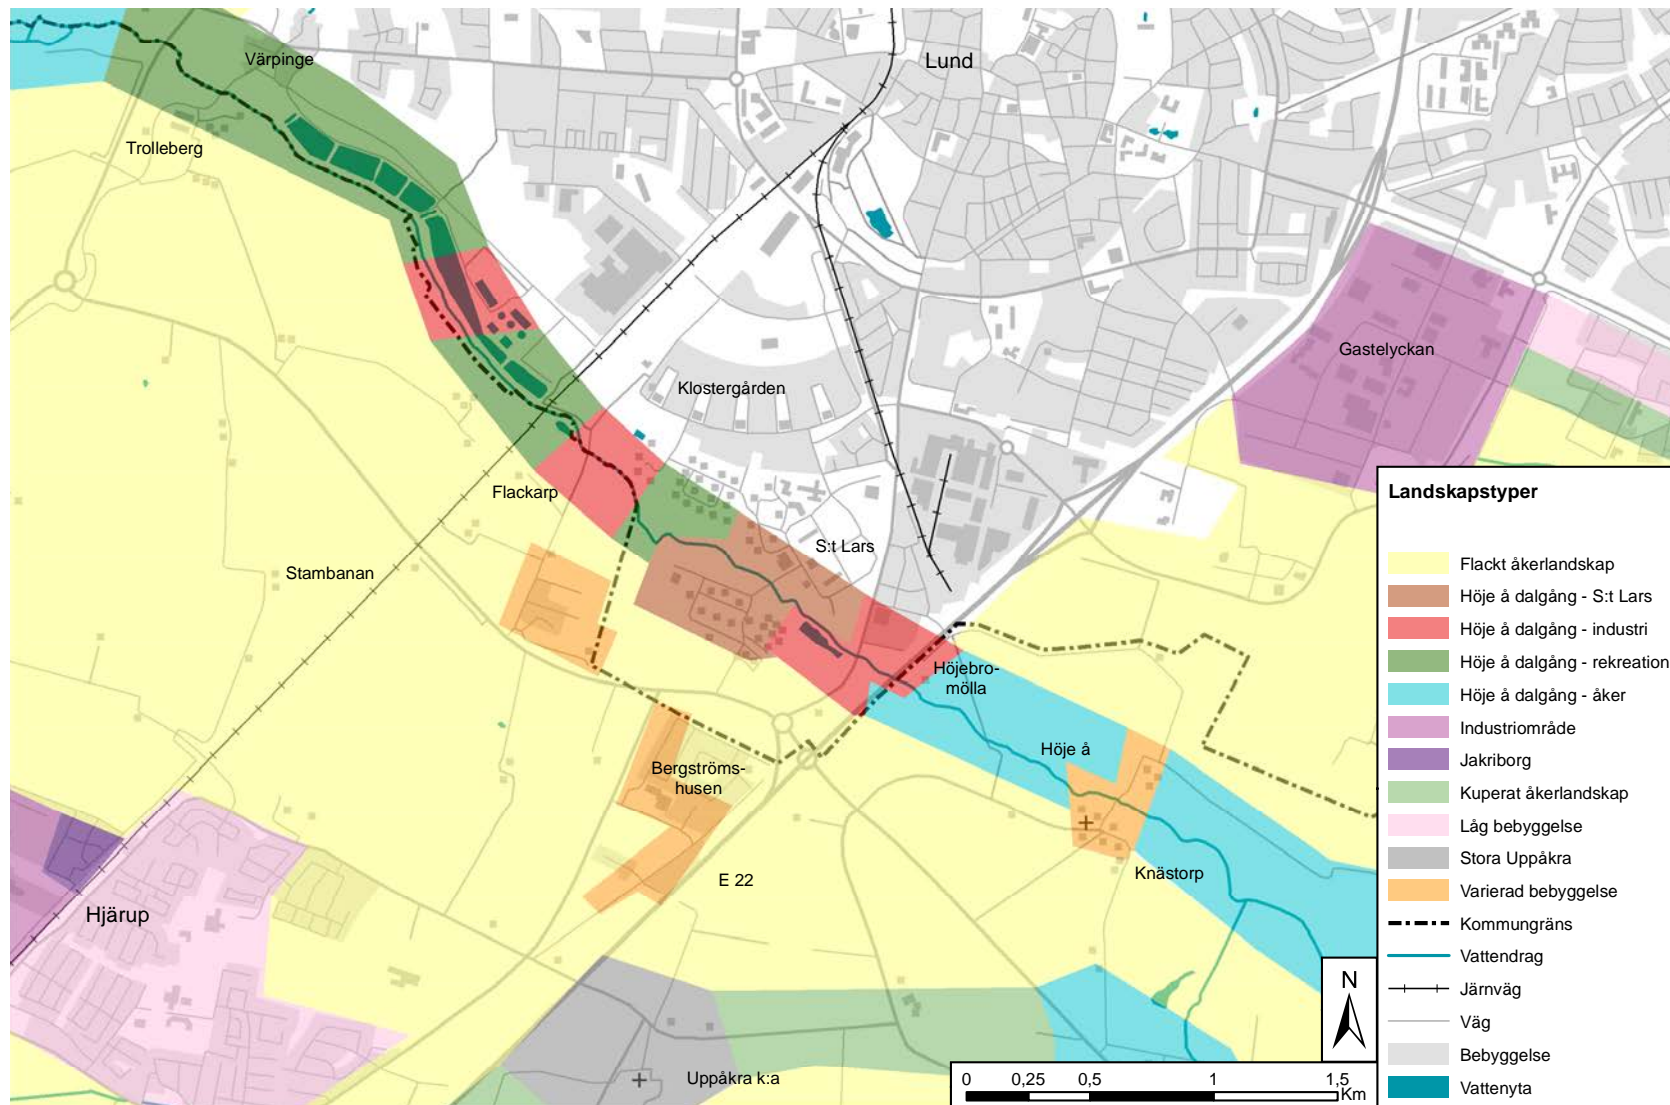 Värpinge
Lund
Trolleberg
Gastelyckan
Klostergården
Flackarp
S:t Lars
Stambanan
Höjebro-
mölla
Höje å
Bergströms-
husen
E 22
Knästorp
Hjärup
Uppåkra k:a
Landskapstyper
Flackt åkerlandskap
Höje å dalgång - S:t Lars
Höje å dalgång - industri
Höje å dalgång - rekreation
Höje å dalgång - åker
Industriområde
Jakriborg
Kuperat åkerlandskap
Låg bebyggelse
Stora Uppåkra
Varierad bebyggelse
Kommungräns
Vattendrag
Järnväg
Väg
Bebyggelse
Vattenyta
N
0 0,25 0,5 1 1,5
Km